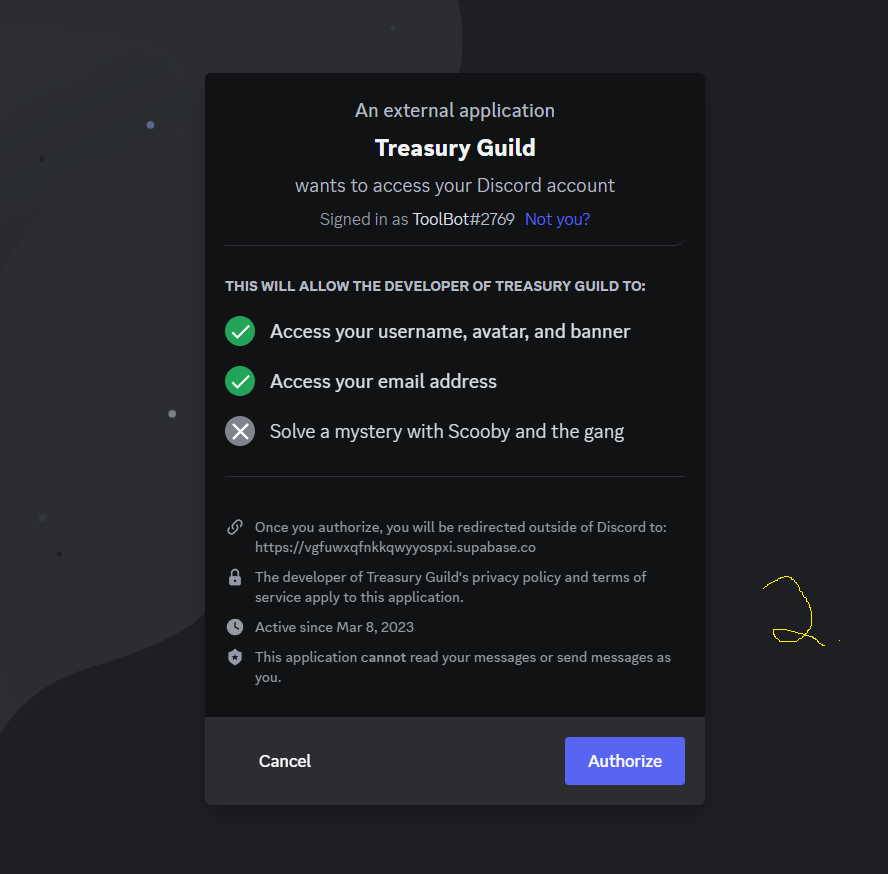 An external application
Treasury Guild
wants to access your Discord account
Signed in as ToolBot#2769 Not you?
THIS WILL ALLOW THE DEVELOPER OF TREASURY GUILD TO:
Access your username, avatar, and banner
Access your email address
Solve a mystery with Scooby and the gang
Once you authorize, you will be redirected outside of Discord to:
https://vgfuwxqfnkkqwyyospxi.supabase.co
The developer of Treasury Guild's privacy policy and terms of
service apply to this application.
Active since Mar 8, 2023
This application cannot read your messages or send messages as
you.
Cancel
Authorize
2.